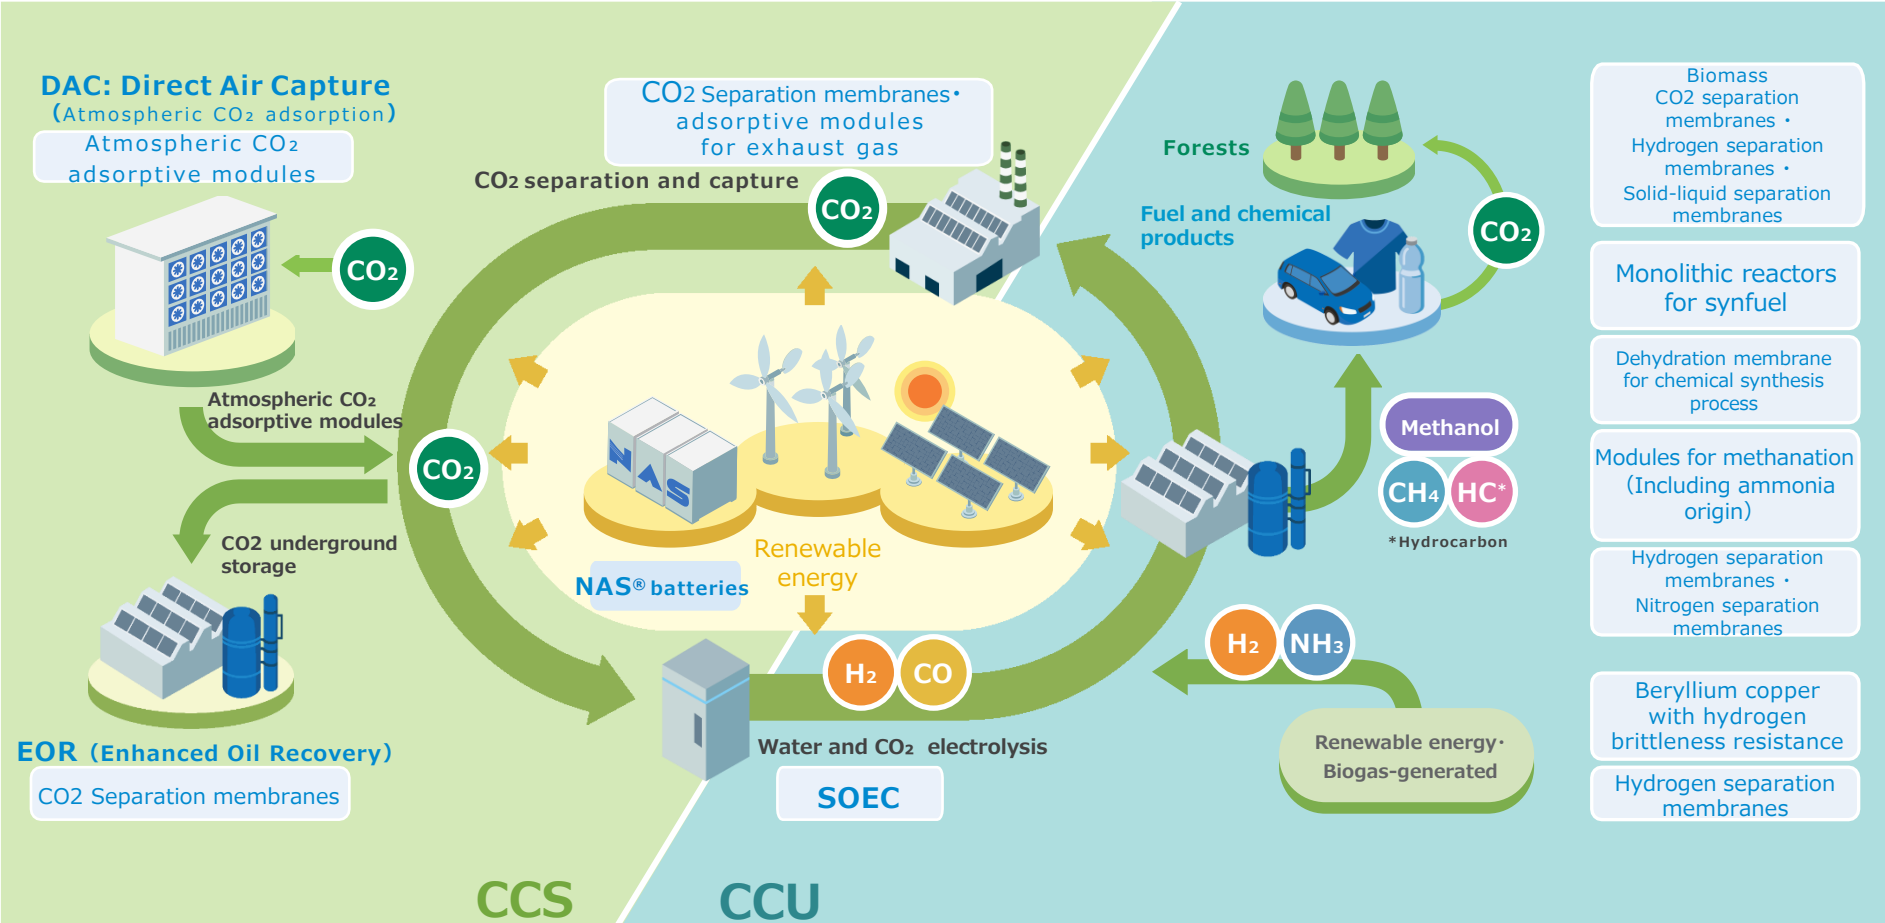 DAC: Direct Air Capture
(Atmospheric CO₂ adsorption)
Atmospheric CO₂
adsorptive modules
CO₂
Atmospheric CO₂
adsorptive modules
CO₂
CO2 underground
storage
EOR (Enhanced Oil Recovery)
CO2 Separation membranes
CO2 Separation membranes・
adsorptive modules
for exhaust gas
CO₂ separation and capture
CO₂
NAS
NAS® batteries
Renewable
energy
H₂
CO
Water and CO₂ electrolysis
SOEC
CCS
CCU
Forests
Fuel and chemical
products
CO₂
Methanol
CH₄
HC*
*Hydrocarbon
H₂
NH₃
Renewable energy・
Biogas-generated
Biomass
CO2 separation
membranes・
Hydrogen separation
membranes・
Solid-liquid separation
membranes
Monolithic reactors
for synfuel
Dehydration membrane
for chemical synthesis
process
Modules for methanation
(Including ammonia
origin)
Hydrogen separation
membranes・
Nitrogen separation
membranes
Beryllium copper
with hydrogen
brittleness resistance
Hydrogen separation
membranes